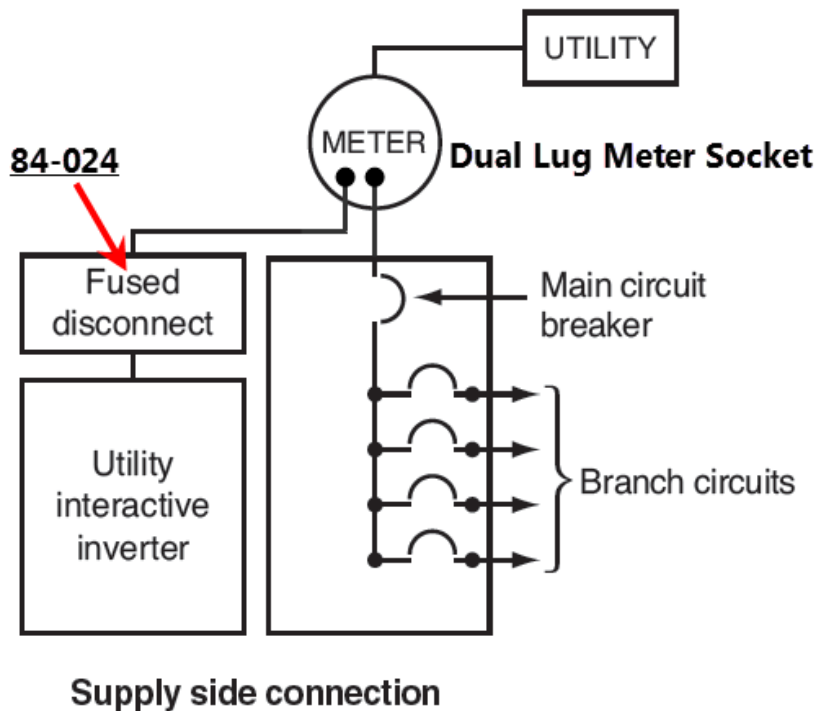 UTILITY
METER
Dual Lug Meter Socket
84-024
Fused
disconnect
Main circuit
breaker
Utility
interactive
inverter
Branch circuits
Supply side connection